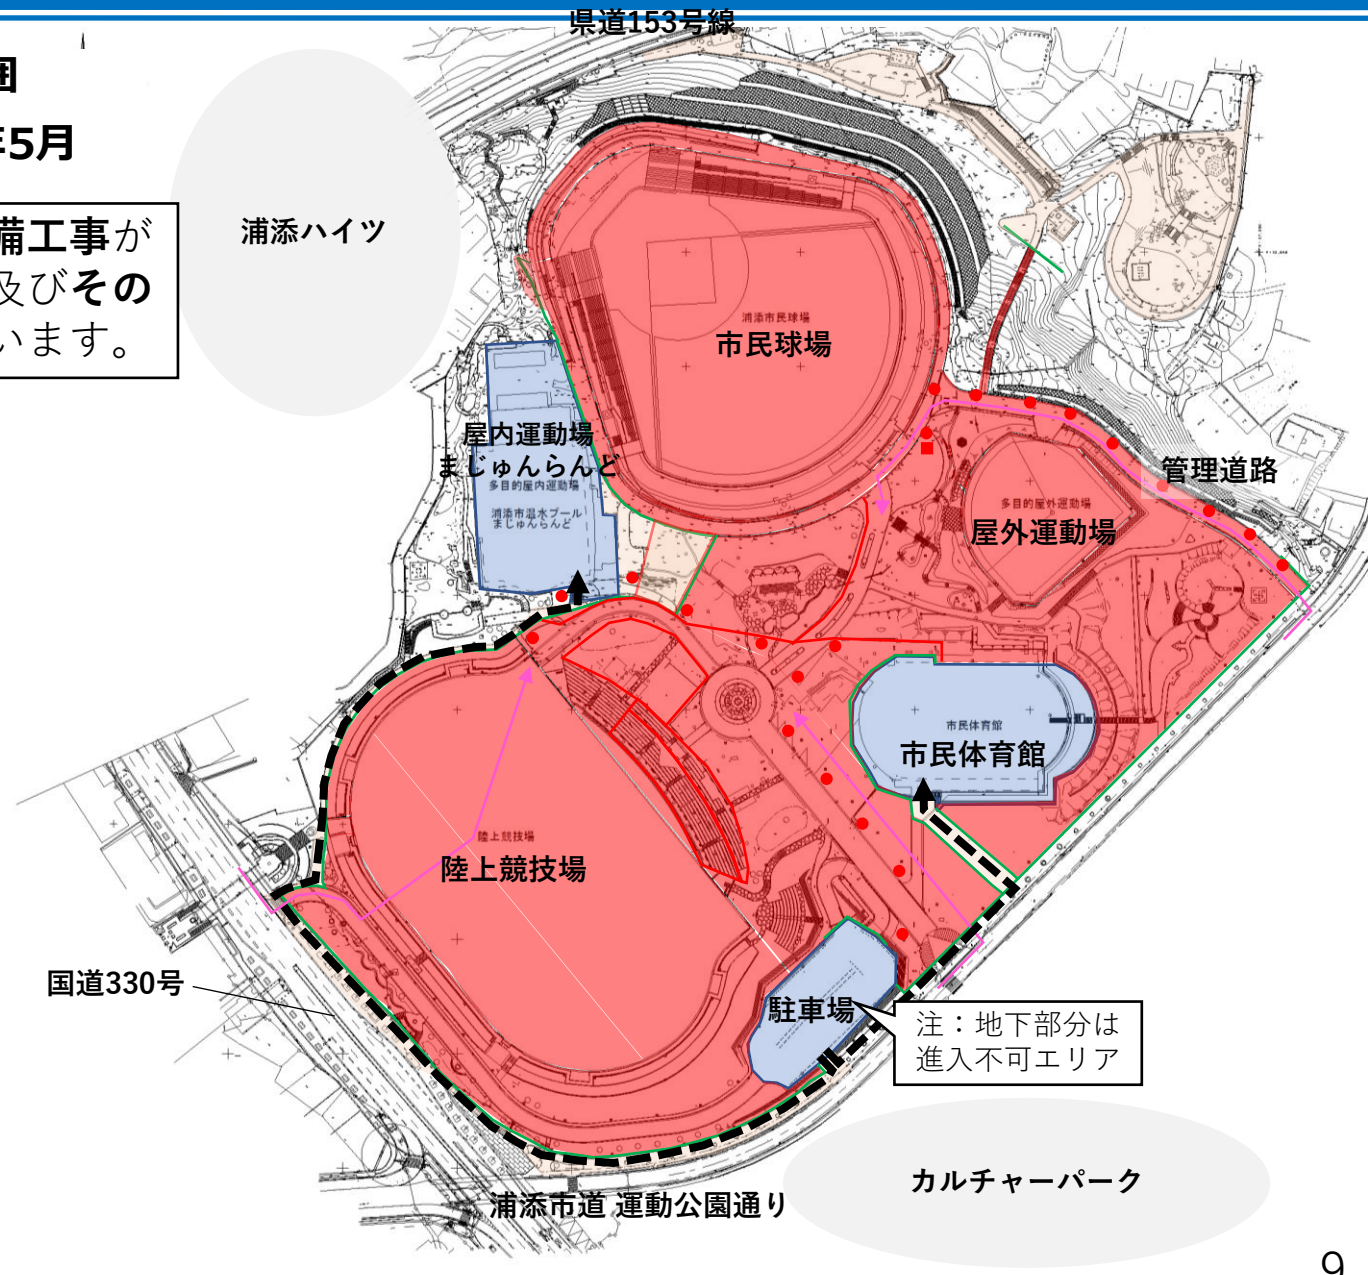 県道153号線
囲
年5月
備工事が
及びその
います。
浦添ハイツ
浦添市民球場
市民球場
屋内運動場
まじゅんらんど
多目的屋内運動場
浦添市温水プール
まじゅんらんど
管理道路
多目的屋外運動場
屋外運動場
市民体育館
市民体育館
陸上競技場
陸上競技場
国道330号
駐車場
注：地下部分は
進入不可エリア
カルチャーパーク
浦添市道 運動公園通り
9